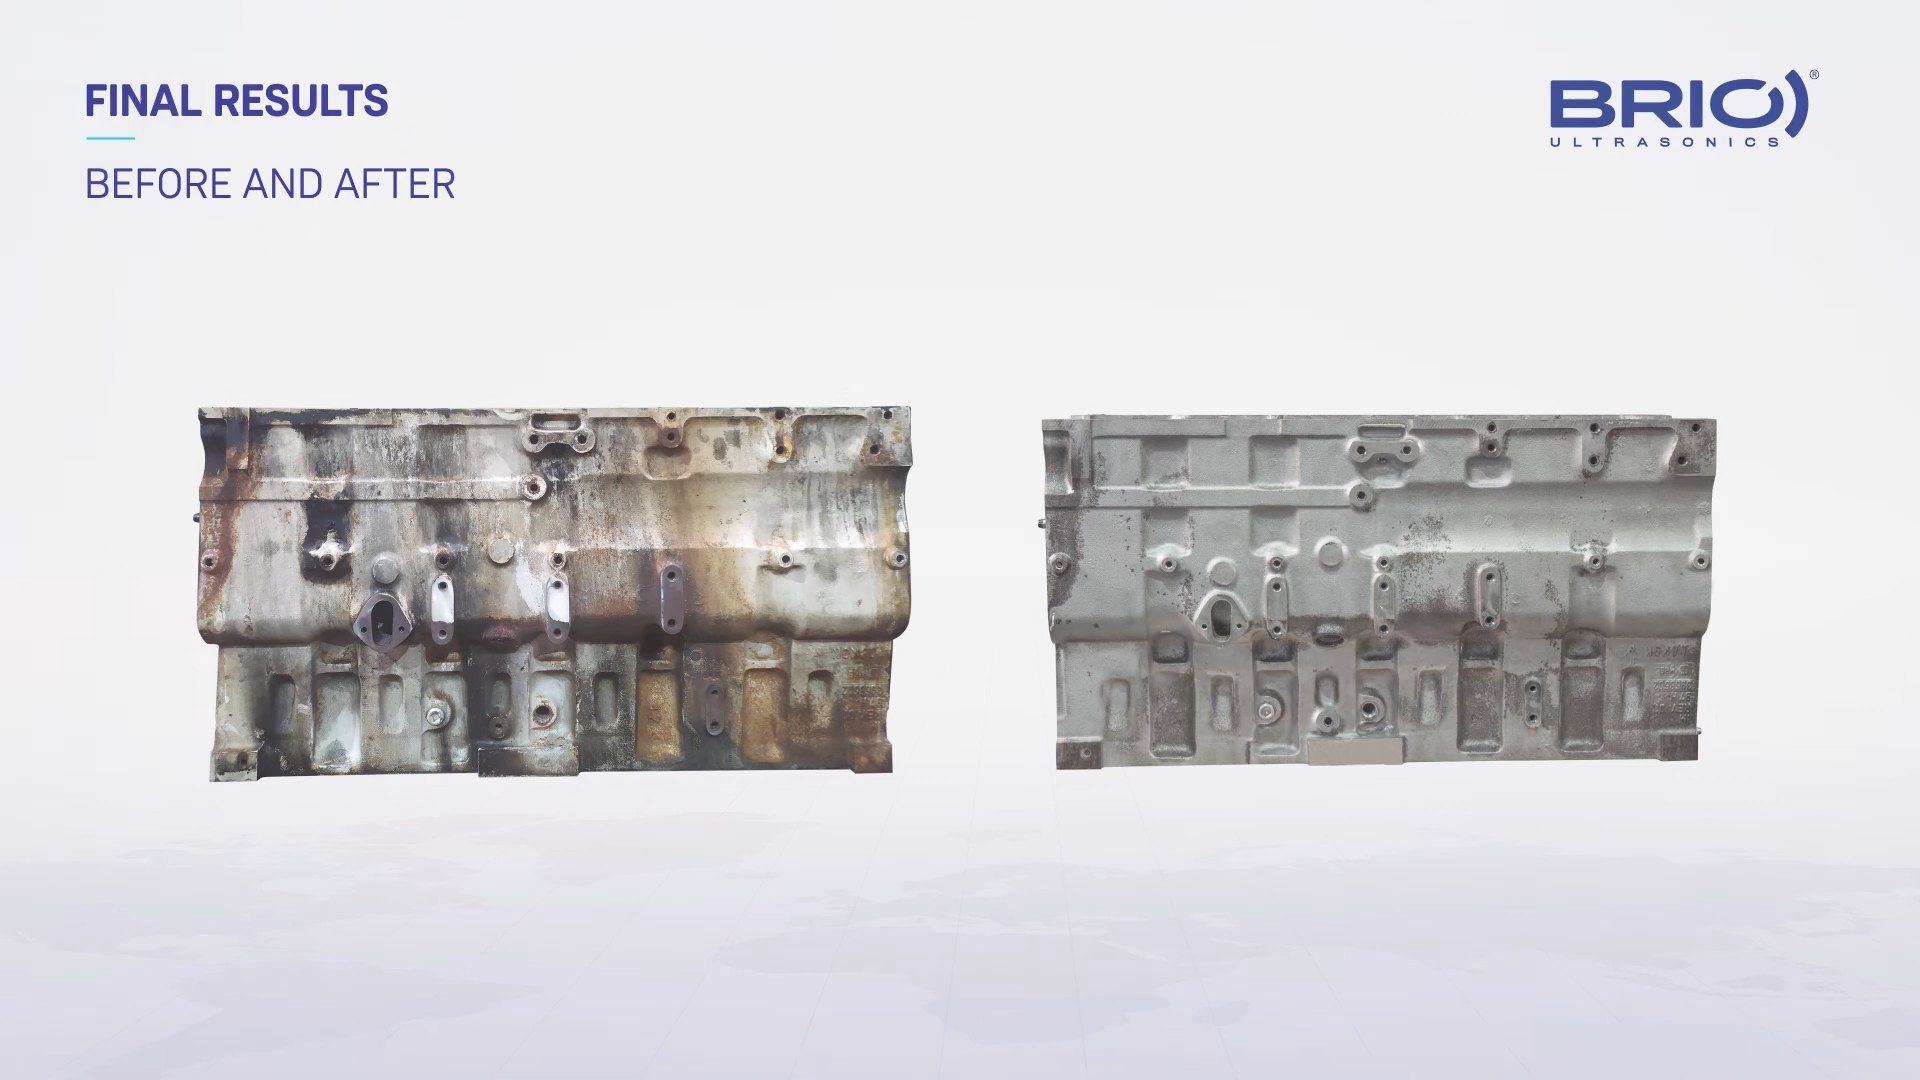 FINAL RESULTS
BEFORE AND AFTER
BRIO®
ULTRASONICS